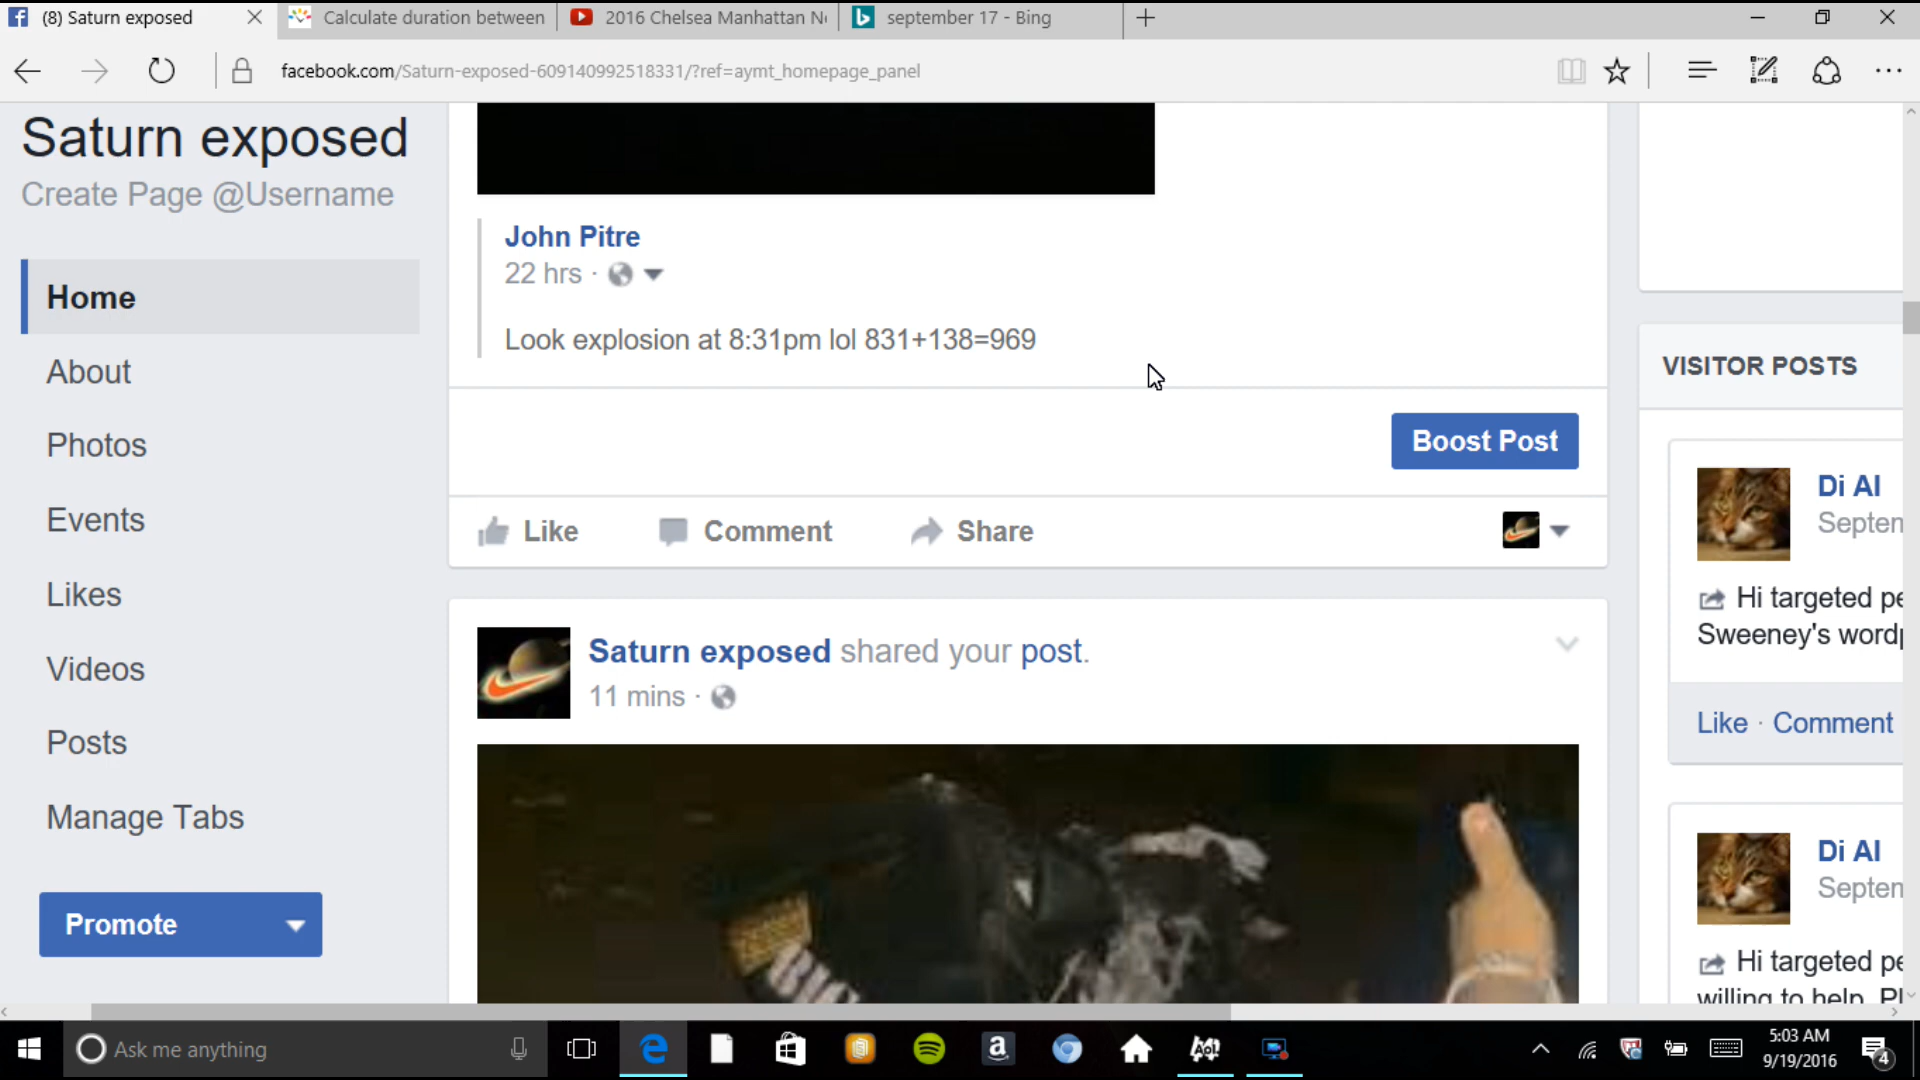 (8) Saturn exposed
Calculate duration between
2016 Chelsea Manhattan N
september 17 - Bing
facebook.com/Saturn-exposed-609140992518331/?ref=aymt_homepage_panel
Saturn exposed
Create Page @Username
Home
About
Photos
Events
Likes
Videos
Posts
Manage Tabs
Promote
John Pitre
22 hrs ·
Look explosion at 8:31pm lol 831+138=969
Boost Post
Like Comment Share
Saturn exposed shared your post.
11 mins ·
VISITOR POSTS
Di Al
Septen
Hi targeted pe
Sweeney's wordp
Like · Comment
Di Al
Septen
Hi targeted pe
willing to help. Pl
Ask me anything
a
Aol
5:03 AM
9/19/2016
4